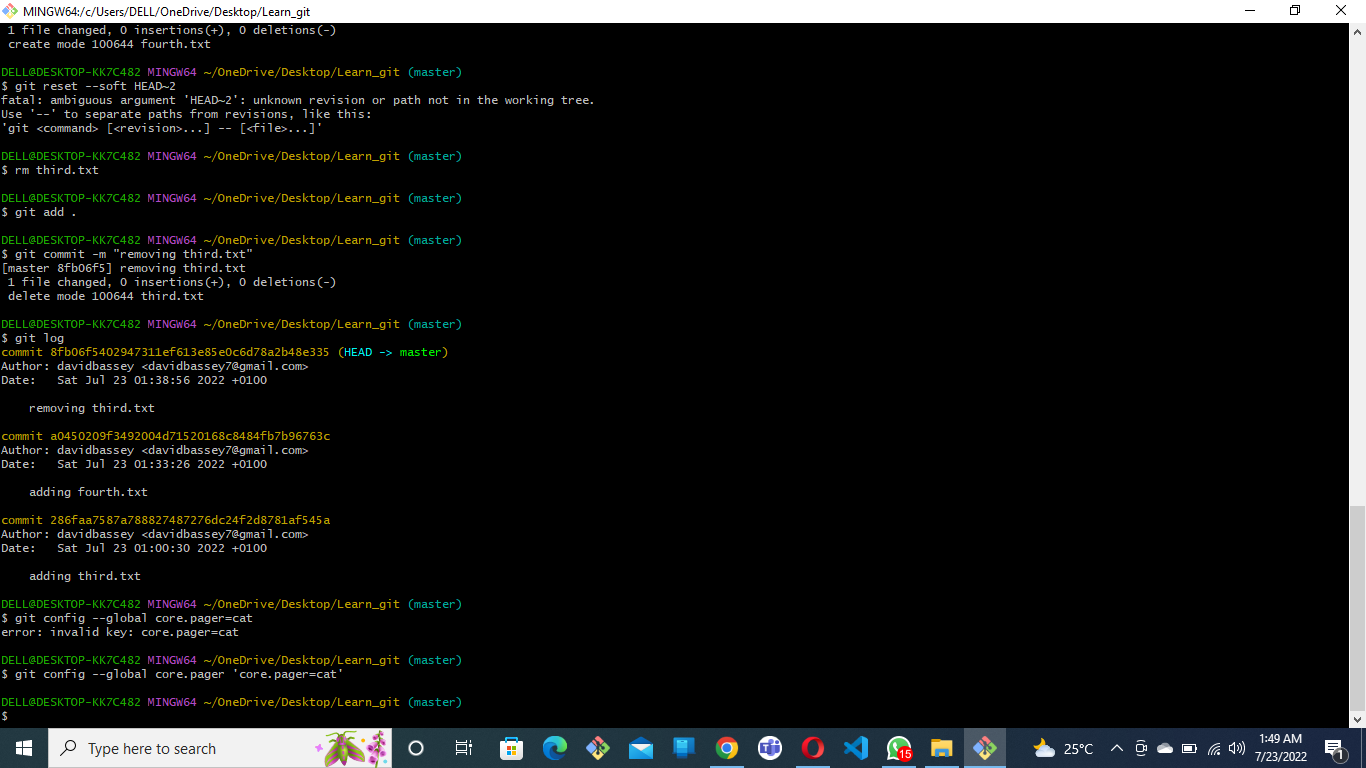 MINGW64:/c/Users/DELL/OneDrive/Desktop/Learn_git
1 file changed, 0 insertions(+), 0 deletions(-)
create mode 100644 fourth.txt
DELL@DESKTOP-KK7C482 MINGW64 ~/OneDrive/Desktop/Learn_git (master)
$ git reset --soft HEAD~2
fatal: ambiguous argument 'HEAD~2': unknown revision or path not in the working tree.
Use '--' to separate paths from revisions, like this:
'git <command> [<revision>...] -- [<file>...]'
DELL@DESKTOP-KK7C482 MINGW64 ~/OneDrive/Desktop/Learn_git (master)
$ rm third.txt
DELL@DESKTOP-KK7C482 MINGW64 ~/OneDrive/Desktop/Learn_git (master)
$ git add .
DELL@DESKTOP-KK7C482 MINGW64 ~/OneDrive/Desktop/Learn_git (master)
$ git commit -m "removing third.txt"
[master 8fb06f5] removing third.txt
1 file changed, 0 insertions(+), 0 deletions(-)
delete mode 100644 third.txt
DELL@DESKTOP-KK7C482 MINGW64 ~/OneDrive/Desktop/Learn_git (master)
$ git log
commit 8fb06f5402947311ef613e85e0c6d78a2b48e335 (HEAD -> master)
Author: davidbassey <davidbassey7@gmail.com>
Date:   Sat Jul 23 01:38:56 2022 +0100
removing third.txt
commit a0450209f3492004d71520168c8484fb7b96763c
Author: davidbassey <davidbassey7@gmail.com>
Date:   Sat Jul 23 01:33:26 2022 +0100
adding fourth.txt
commit 286faa7587a788827487276dc24f2d8781af545a
Author: davidbassey <davidbassey7@gmail.com>
Date:   Sat Jul 23 01:00:30 2022 +0100
adding third.txt
DELL@DESKTOP-KK7C482 MINGW64 ~/OneDrive/Desktop/Learn_git (master)
$ git config --global core.pager=cat
error: invalid key: core.pager=cat
DELL@DESKTOP-KK7C482 MINGW64 ~/OneDrive/Desktop/Learn_git (master)
$ git config --global core.pager 'core.pager=cat'
DELL@DESKTOP-KK7C482 MINGW64 ~/OneDrive/Desktop/Learn_git (master)
$
Type here to search
15
25°C
1:49 AM
7/23/2022
1